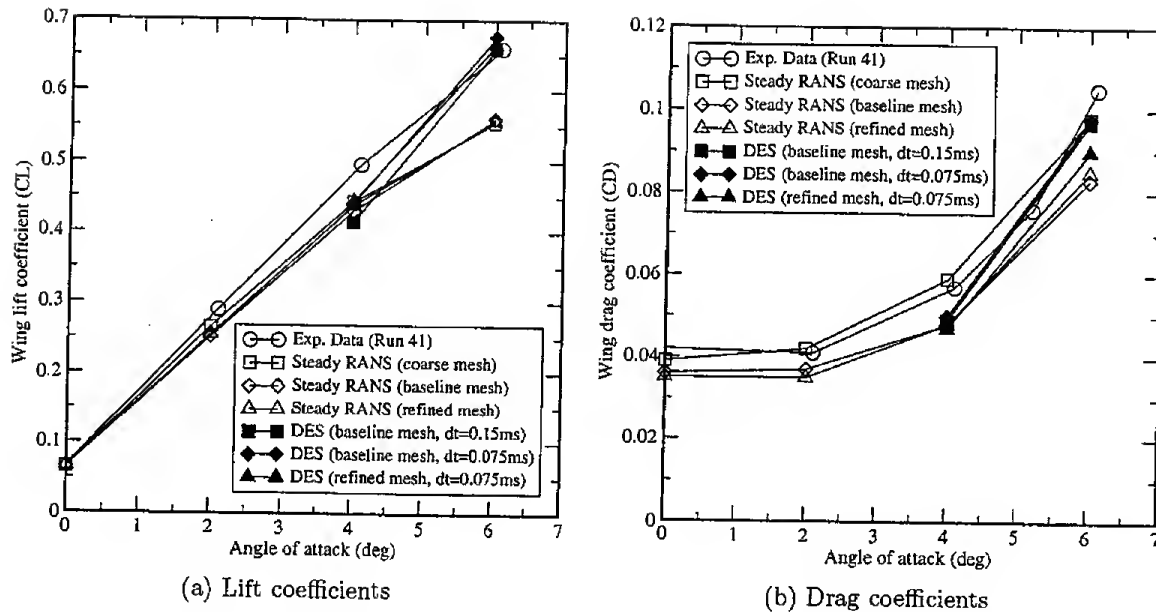 0.7
0.6
0.5
0.4
0.3
0.2
0.1
0
Wing lift coefficient (CL)
Exp. Data (Run 41)
Steady RANS (coarse mesh)
Steady RANS (baseline mesh)
Steady RANS (refined mesh)
DES (baseline mesh, dt=0.15ms)
DES (baseline mesh, dt=0.075ms)
DES (refined mesh, dt=0.075ms)
0 1 2 3 4 5 6 7
Angle of attack (deg)
(a) Lift coefficients
0.12
0.1
0.08
0.06
0.04
0.02
0
Wing drag coefficient (CD)
Exp. Data (Run 41)
Steady RANS (coarse mesh)
Steady RANS (baseline mesh)
Steady RANS (refined mesh)
DES (baseline mesh, dt=0.15ms)
DES (baseline mesh, dt=0.075ms)
DES (refined mesh, dt=0.075ms)
0 1 2 3 4 5 6 7
Angle of attack (deg)
(b) Drag coefficients